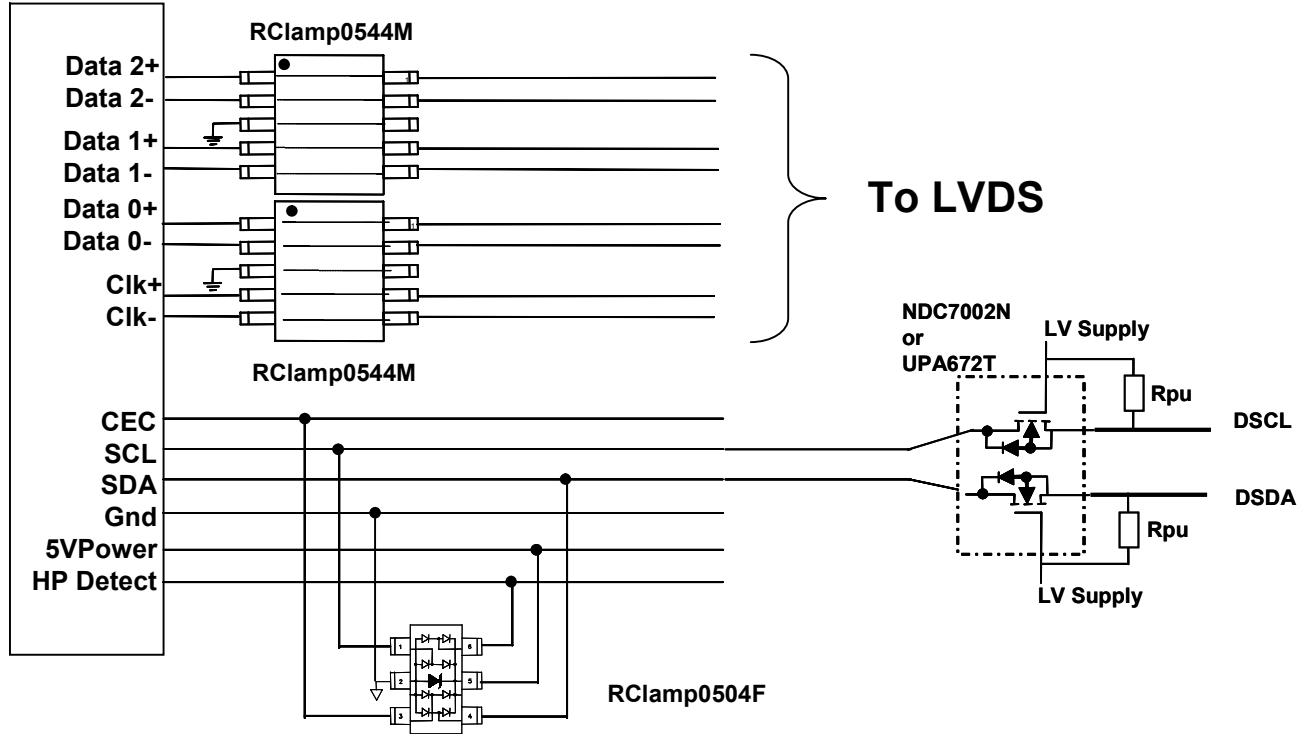 RClamp0544M
Data 2+
Data 2-
Data 1+
Data 1-
Data 0+
Data 0-
Clk+
Clk-
To LVDS
RClamp0544M
NDC7002N
or
UPA672T
LV Supply
Rpu
DSCL
DSDA
Rpu
LV Supply
CEC
SCL
SDA
Gnd
5VPower
HP Detect
1
6
2
5
3
4
RClamp0504F